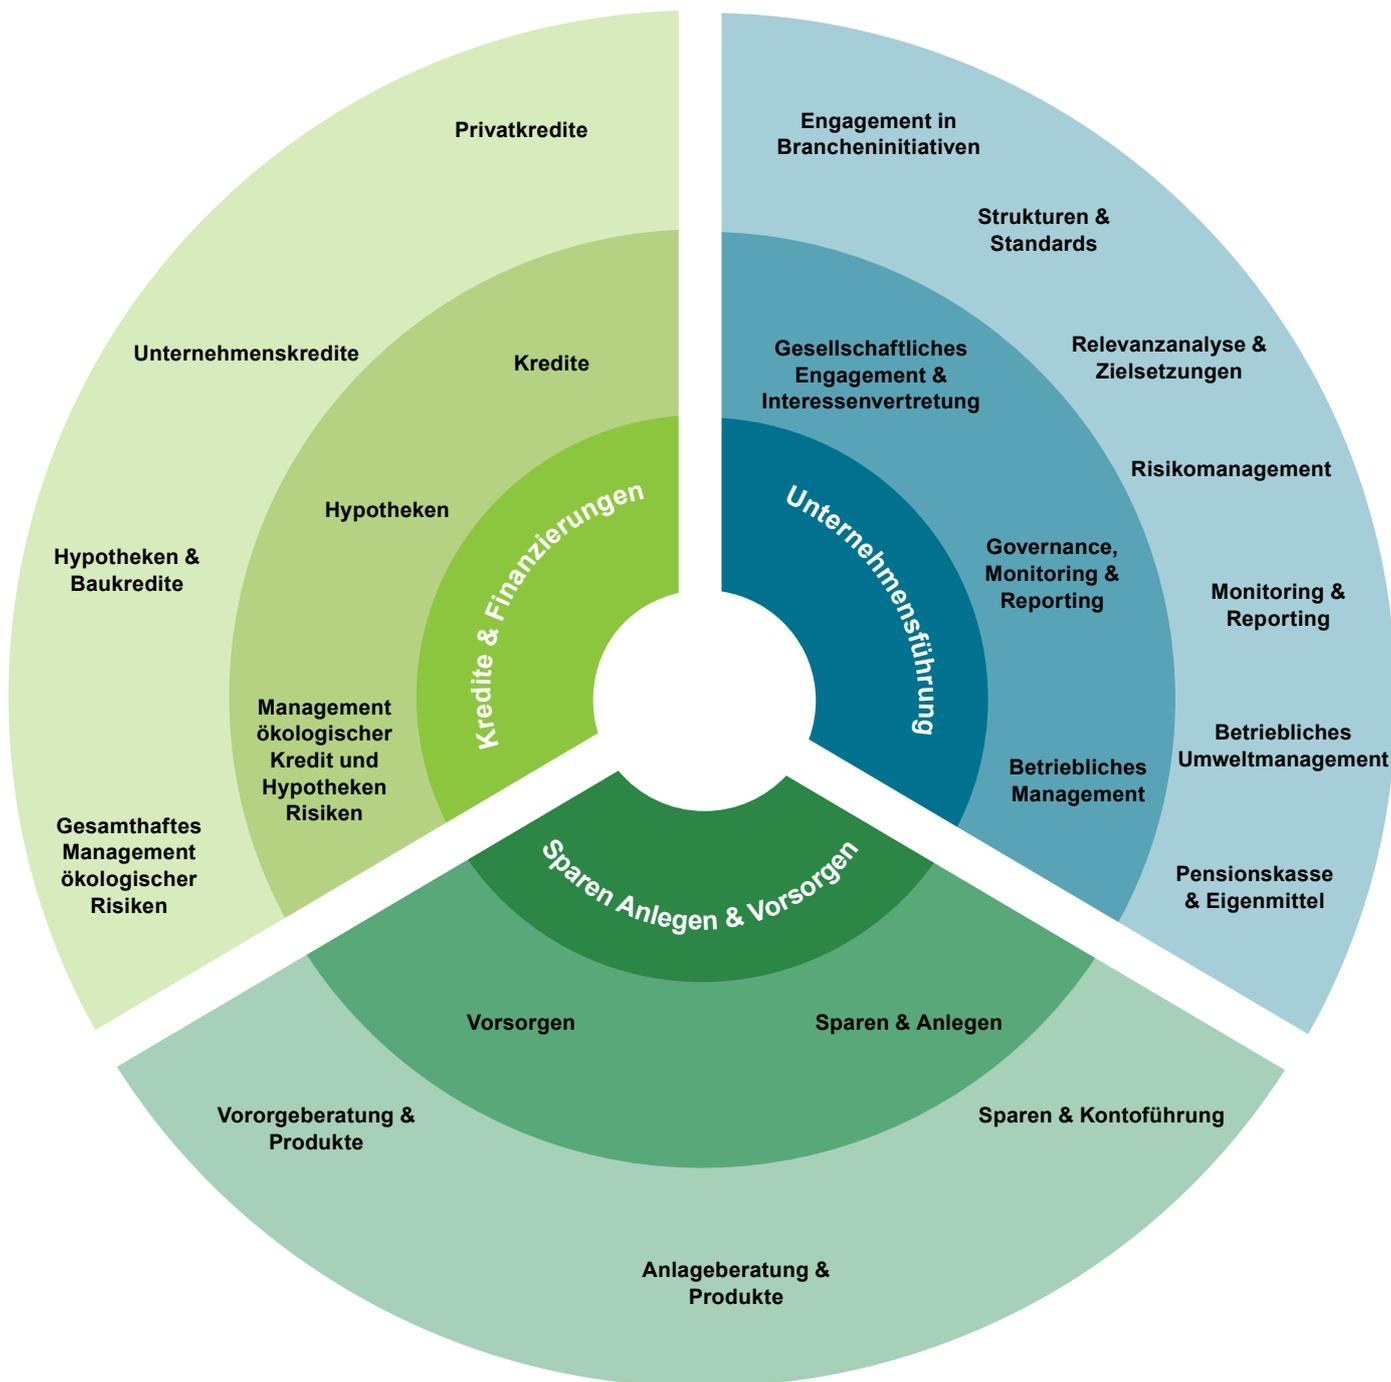 Privatkredite
Unternehmenskredite
Hypotheken &
Baukredite
Gesamthaftes
Management
ökologischer
Risiken
Kredite
Hypotheken
Management
ökologischer
Kredit und
Hypotheken
Risiken
Kredite & Finanzierungen
Engagement in
Brancheninitiativen
Strukturen &
Standards
Relevanzanalyse &
Zielsetzungen
Risikomanagement
Monitoring &
Reporting
Betriebliches
Umweltmanagement
Pensionskasse
& Eigenmittel
Gesellschaftliches
Engagement &
Interessenvertretung
Governance,
Monitoring &
Reporting
Betriebliches
Management
Unternehmensführung
Sparen Anlegen & Vorsorgen
Vorsorgen
Sparen & Anlegen
Vororgeberatung &
Produkte
Sparen & Kontoführung
Anlageberatung &
Produkte